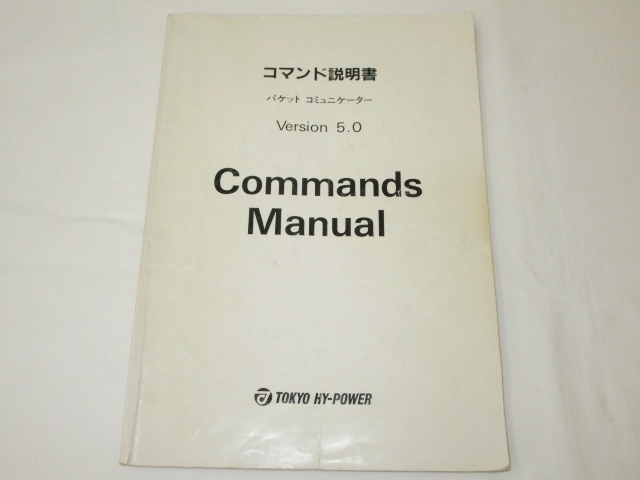 コマンド説明書
パケット コミュニケーター
Version 5.0
Commands
Manual
TOKYO HY-POWER